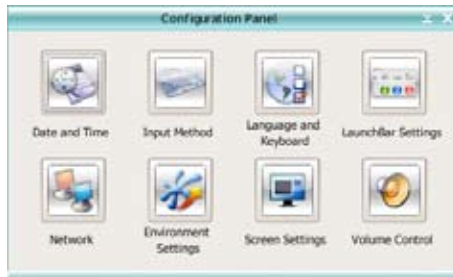 Configuration Panel
Date and Time
Input Method
Language and
Keyboard
LaunchBar Settings
Network
Environment
Settings
Screen Settings
Volume Control